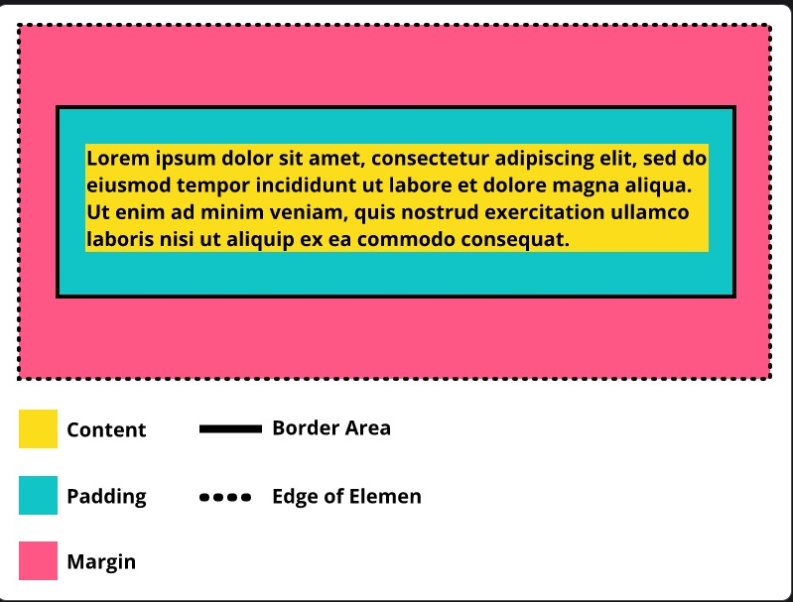 Lorem ipsum dolor sit amet, consectetur adipiscing elit, sed do
eiusmod tempor incididunt ut labore et dolore magna aliqua.
Ut enim ad minim veniam, quis nostrud exercitation ullamco
laboris nisi ut aliquip ex ea commodo consequat.
Content
Border Area
Padding
Edge of Elemen
Margin